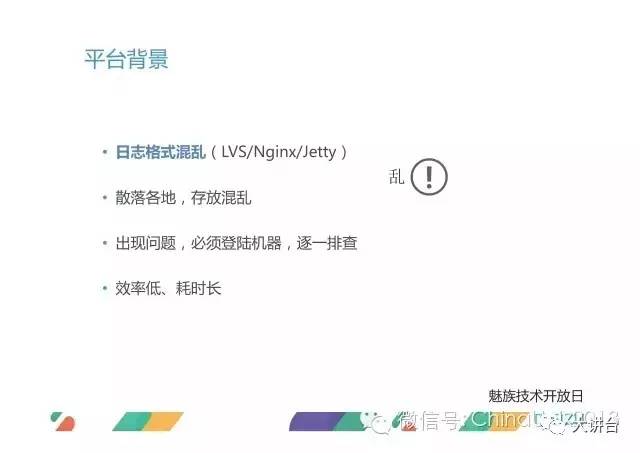 平台背景
• 日志格式混乱（LVS/Nginx/Jetty）
乱
• 散落各地，存放混乱
• 出现问题，必须登陆机器，逐一排查
• 效率低、耗时长
魅族技术开放日
微信号:
大讲台